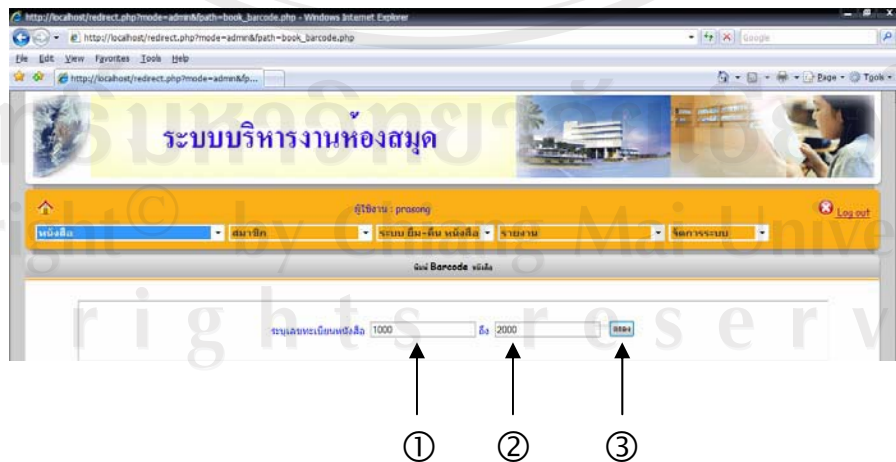 http://localhost/redirect.php?mode=admin&path=book_barcode.php - Windows Internet Explorer
http://localhost/redirect.php?mode=admin&path=book_barcode.php
Google
File Edit View Favorites Tools Help
http://localhost/redirect.php?mode=admin&p...
Page Tools
ระบบบริหารงานห้องสมุด
ผู้ใช้งาน : prasong
Log out
หนังสือ สมาชิก ระบบ ยืม-คืน หนังสือ รายงาน จัดการระบบ
พิมพ์ Barcode หนังสือ
ระบุเลขทะเบียนหนังสือ 1000 ถึง 2000 ตกลง
by Chiang Mai Unive
rights reserv
① ② ③